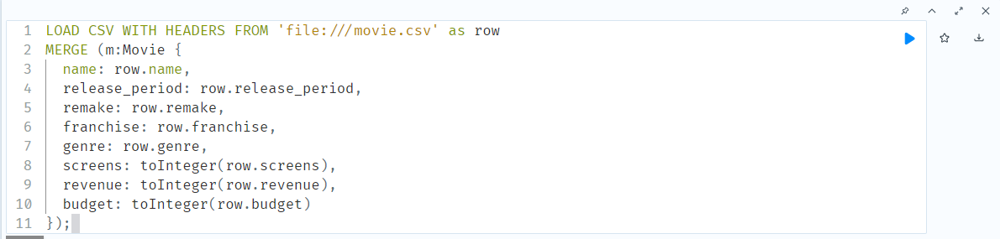 1 LOAD CSV WITH HEADERS FROM 'file:///movie.csv' as row
2 MERGE (m:Movie {
3   name: row.name,
4   release_period: row.release_period,
5   remake: row.remake,
6   franchise: row.franchise,
7   genre: row.genre,
8   screens: toInteger(row.screens),
9   revenue: toInteger(row.revenue),
10   budget: toInteger(row.budget)
11 });